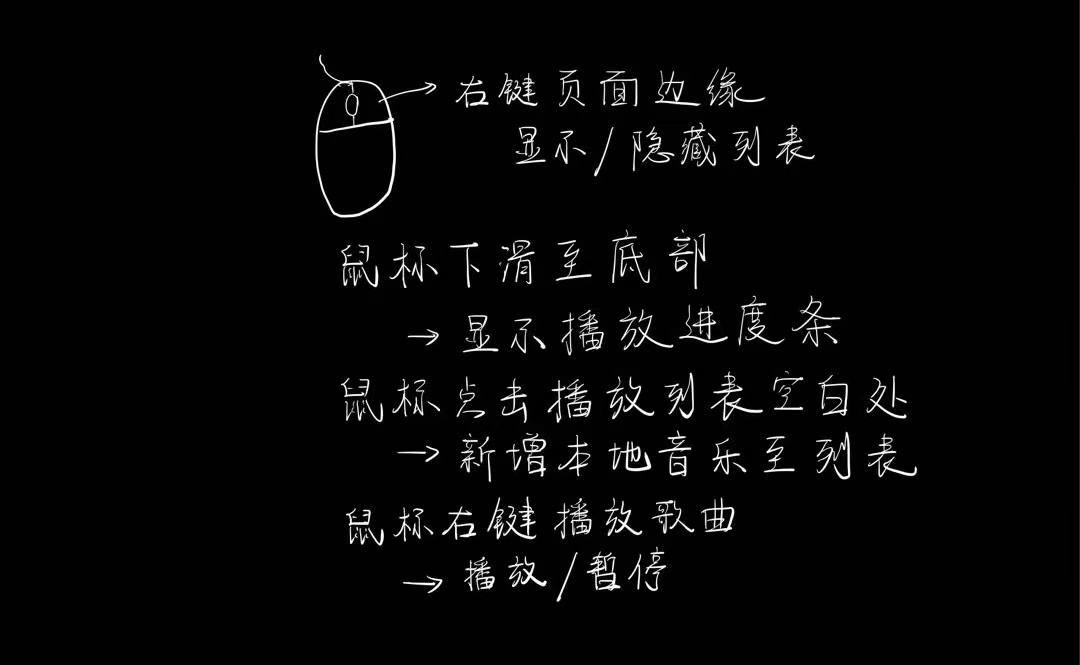 →右键页面边缘
显示/隐藏列表
鼠标下滑至底部
→显示播放进度条
鼠标点击播放列表空白处
→新增本地音乐至列表
鼠标右键播放歌曲
→播放/暂停